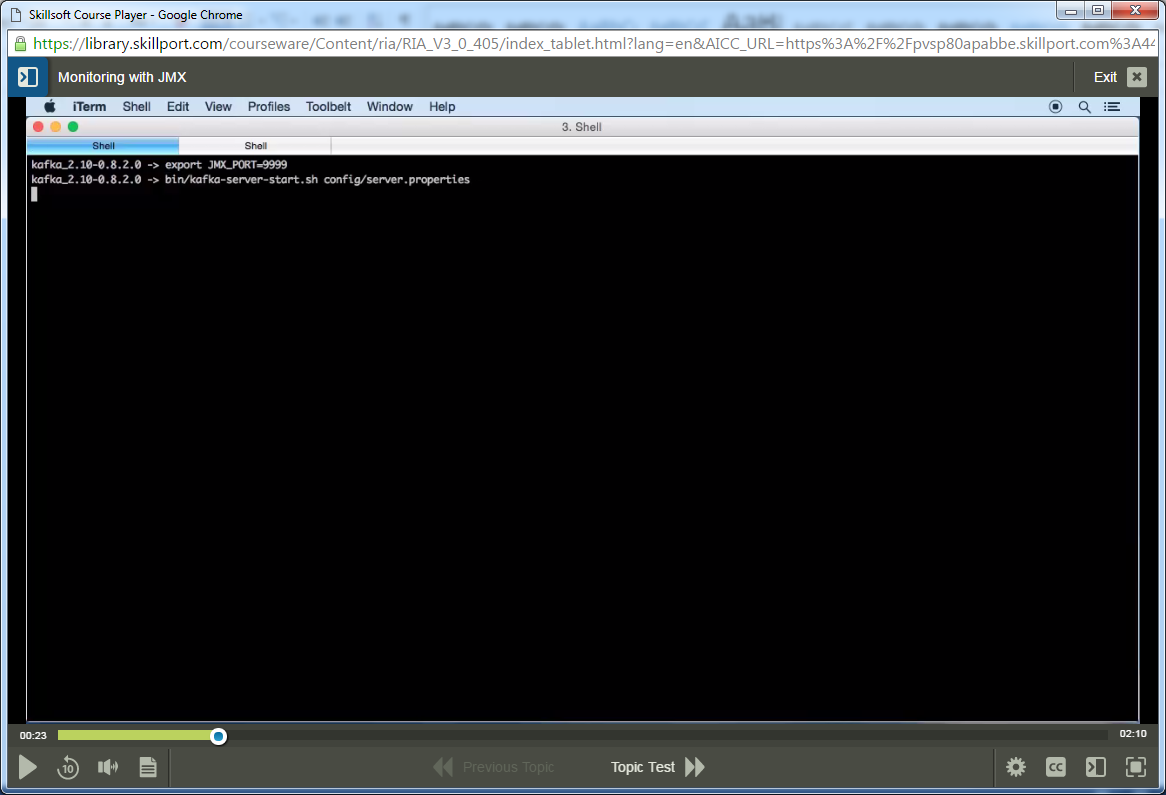 Skillsoft Course Player - Google Chrome
https://library.skillport.com/courseware/Content/ria/RIA_V3_0_405/index_tablet.html?lang=en&AICC_URL=https%3A%2F%2Fpvsp80apabbe.skillport.com%3A44
Monitoring with JMX
Exit
iTerm Shell Edit View Profiles Toolbelt Window Help
3. Shell
Shell Shell
kafka_2.10-0.8.2.0 -> export JMX_PORT=9999
kafka_2.10-0.8.2.0 -> bin/kafka-server-start.sh config/server.properties
00:23
02:10
10
Previous Topic
Topic Test
CC